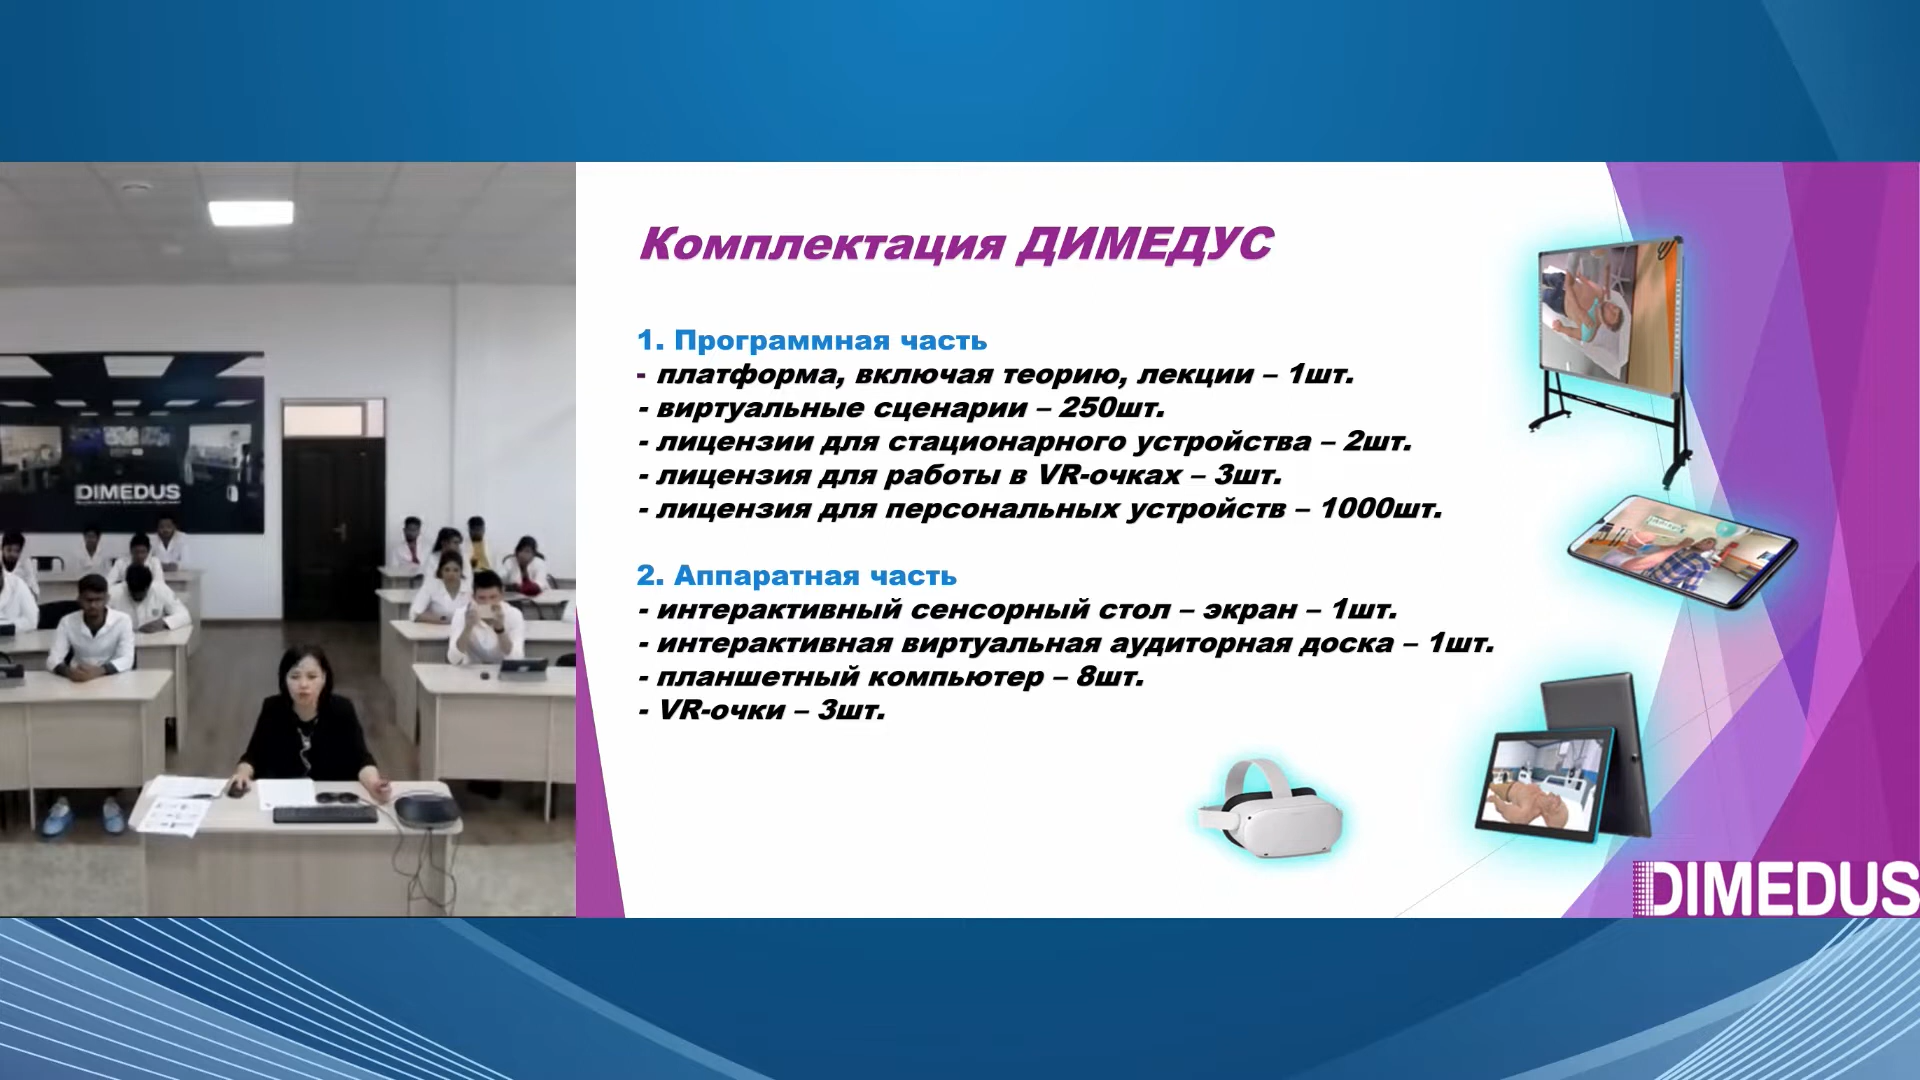 Комплектация ДИМЕДУС
1. Программная часть
- платформа, включая теорию, лекции – 1шт.
- виртуальные сценарии – 250шт.
- лицензии для стационарного устройства – 2шт.
- лицензия для работы в VR-очках – 3шт.
- лицензия для персональных устройств – 1000шт.
2. Аппаратная часть
- интерактивный сенсорный стол – экран – 1шт.
- интерактивная виртуальная аудиторная доска – 1шт.
- планшетный компьютер – 8шт.
- VR-очки – 3шт.
DIMEDUS
DIMEDUS